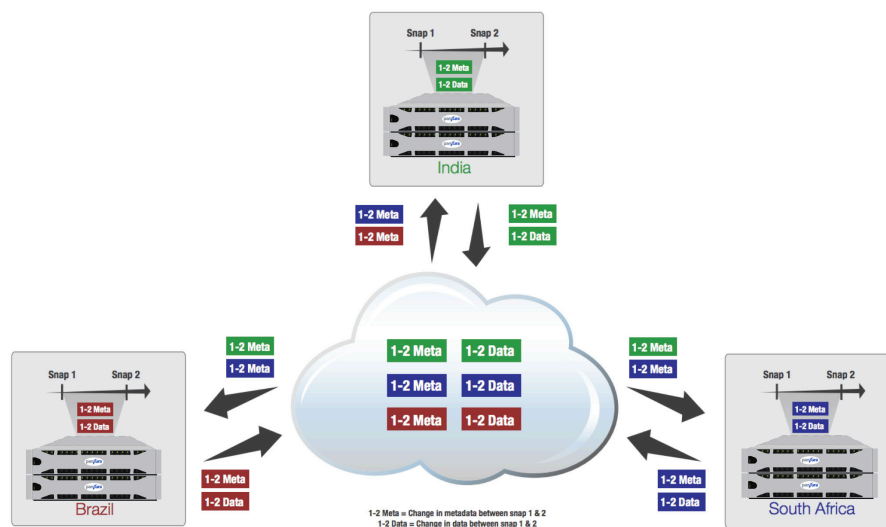 Snap 1 Snap 2
1-2 Meta
1-2 Data
India
1-2 Meta
1-2 Meta
1-2 Meta
1-2 Data
1-2 Meta
1-2 Meta
1-2 Meta 1-2 Data
1-2 Meta 1-2 Data
1-2 Meta 1-2 Data
1-2 Meta
1-2 Meta
Snap 1 Snap 2
1-2 Meta
1-2 Data
Brazil
1-2 Meta
1-2 Data
Snap 1 Snap 2
1-2 Meta
1-2 Data
South Africa
1-2 Meta
1-2 Data
1-2 Meta = Change in metadata between snap 1 & 2
1-2 Data = Change in data between snap 1 & 2